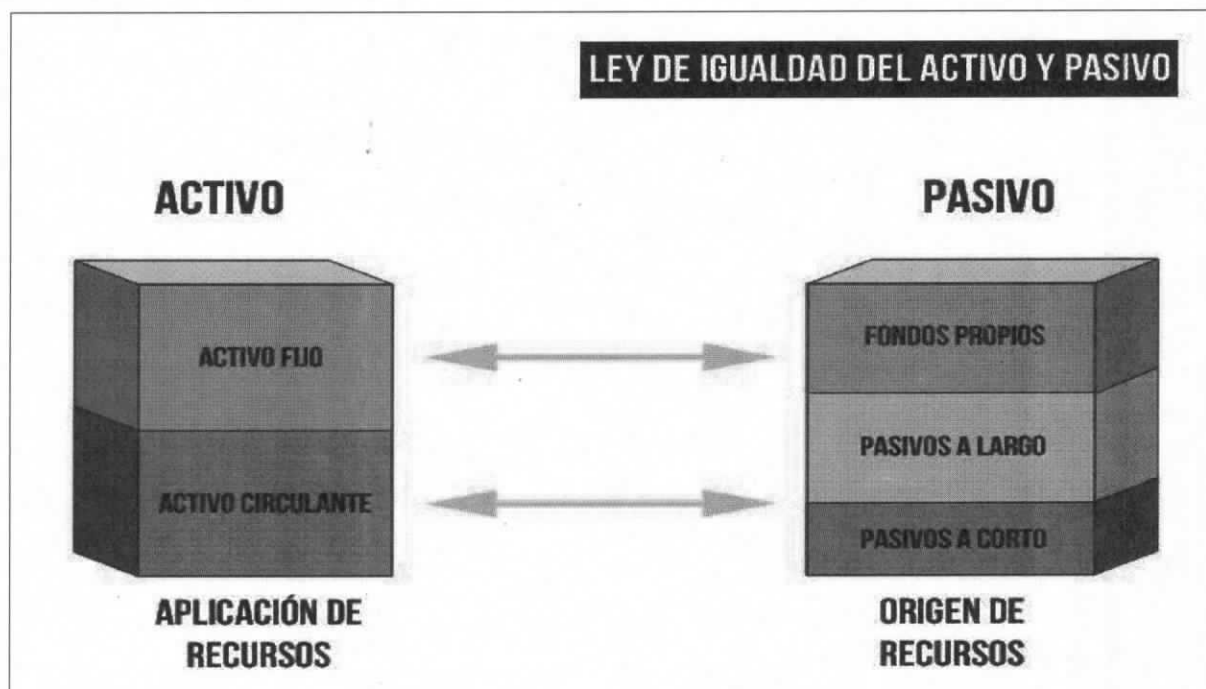 LEY DE IGUALDAD DEL ACTIVO Y PASIVO
ACTIVO
PASIVO
ACTIVO FIJO
ACTIVO CIRCULANTE
FONDOS PROPIOS
PASIVOS A LARGO
PASIVOS A CORTO
APLICACIÓN DE
RECURSOS
ORIGEN DE
RECURSOS